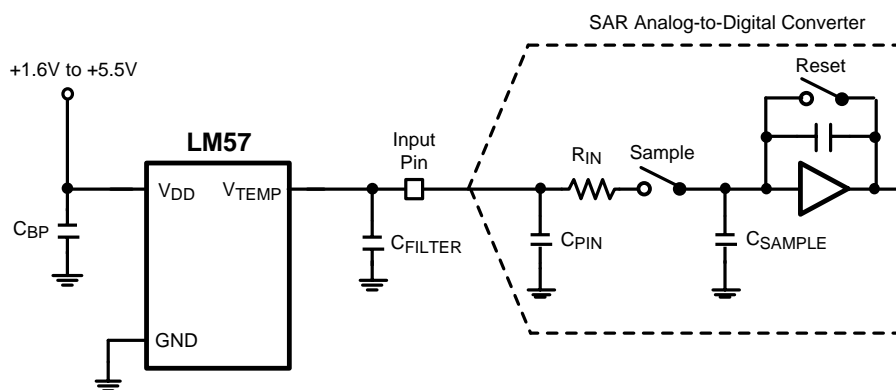 SAR Analog-to-Digital Converter
+1.6V to +5.5V
Reset
LM57
Input
Pin
RIN
Sample
VDD
VTEMP
CBP
CFILTER
CPIN
CSAMPLE
GND